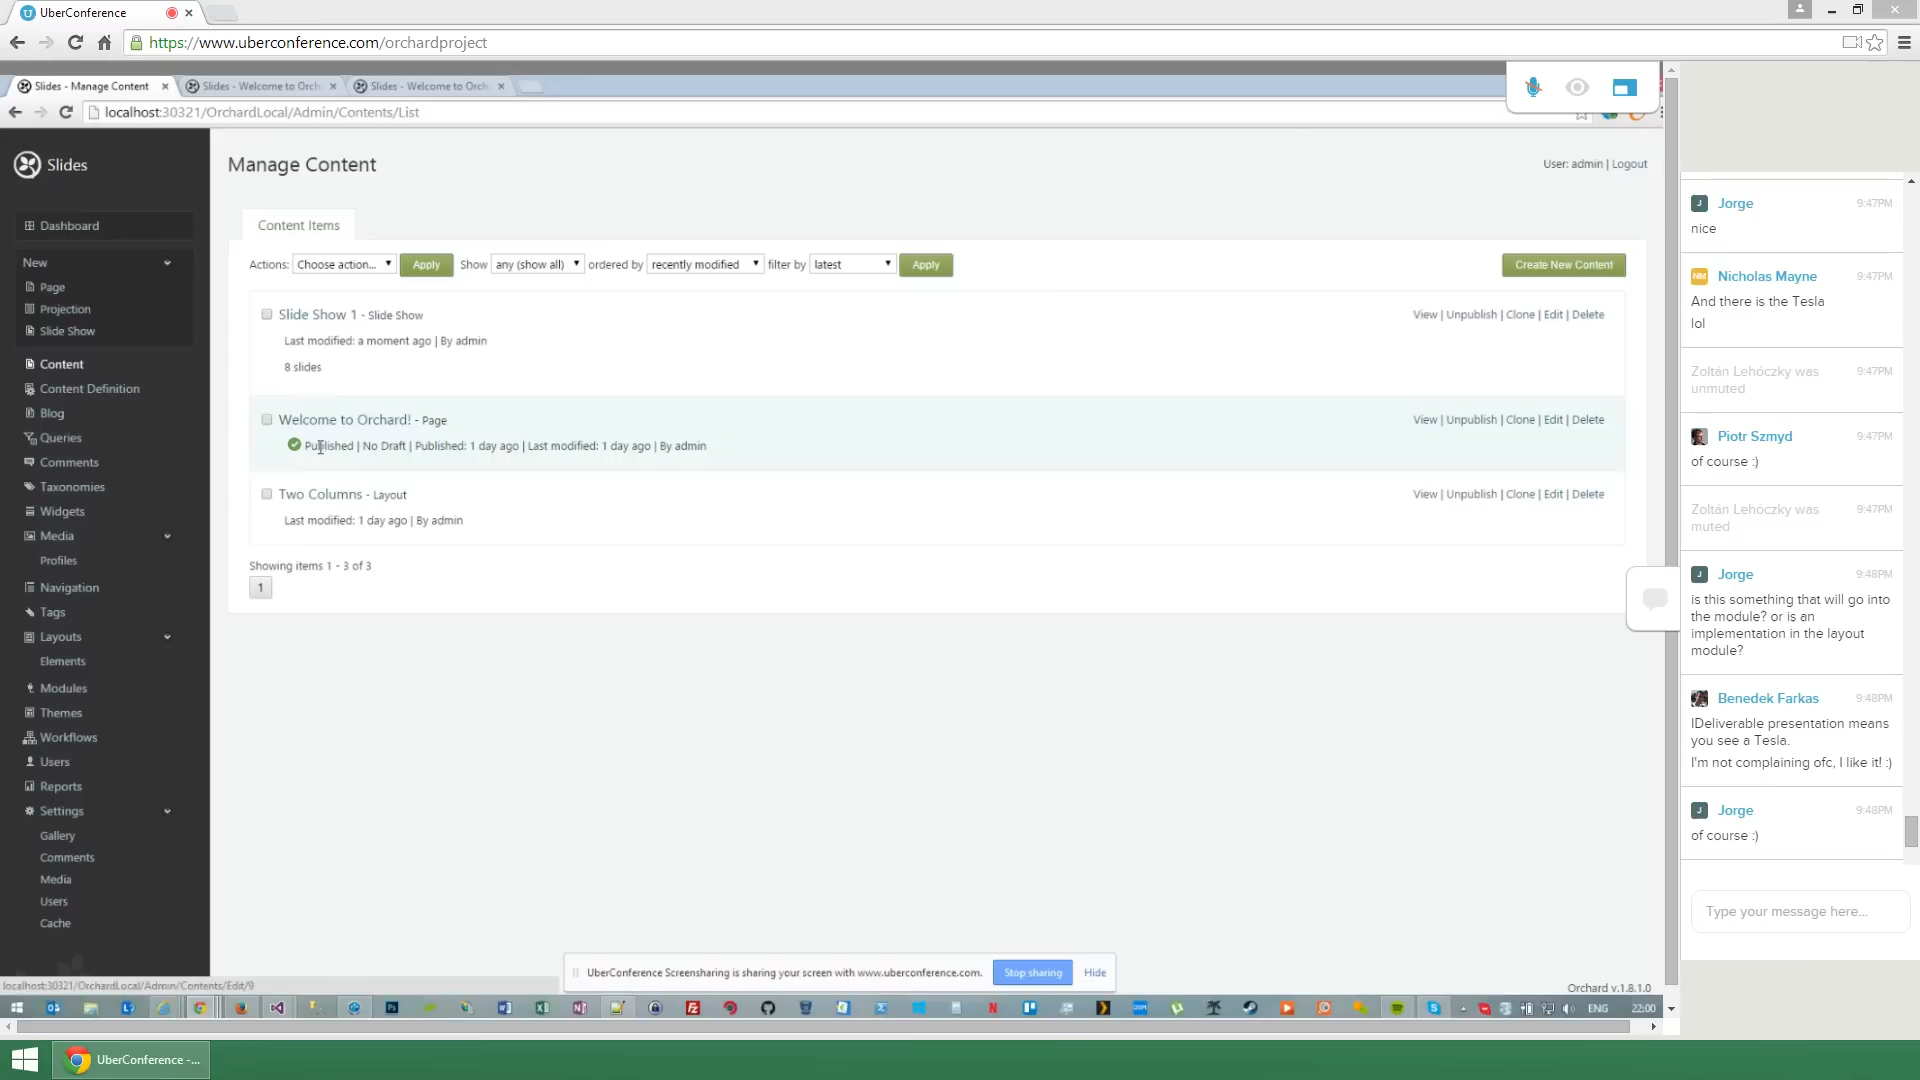 UberConference
https://www.uberconference.com/orchardproject
Slides - Manage Content
Slides - Welcome to Orch
Slides - Welcome to Orch
localhost:30321/OrchardLocal/Admin/Contents/List
Slides
Manage Content
User: admin | Logout
Dashboard
New
Page
Projection
Slide Show
Content
Content Definition
Blog
Queries
Comments
Taxonomies
Widgets
Media
Profiles
Navigation
Tags
Layouts
Elements
Modules
Themes
Workflows
Users
Reports
Settings
Gallery
Comments
Media
Users
Cache
Content Items
Actions: Choose action... Apply Show any (show all) ordered by recently modified filter by latest Apply
Create New Content
Slide Show 1 - Slide Show
View | Unpublish | Clone | Edit | Delete
Last modified: a moment ago | By admin
8 slides
Welcome to Orchard! - Page
View | Unpublish | Clone | Edit | Delete
Published | No Draft | Published: 1 day ago | Last modified: 1 day ago | By admin
Two Columns - Layout
View | Unpublish | Clone | Edit | Delete
Last modified: 1 day ago | By admin
Showing items 1 - 3 of 3
1
Jorge 9:47PM
nice
NM Nicholas Mayne 9:47PM
And there is the Tesla
lol
Zoltán Lehóczky was 9:47PM
unmuted
Piotr Szmyd 9:47PM
of course :)
Zoltán Lehóczky was 9:47PM
muted
J Jorge 9:48PM
is this something that will go into
the module? or is an
implementation in the layout
module?
Benedek Farkas 9:48PM
IDeliverable presentation means
you see a Tesla.
I'm not complaining ofc, I like it! :)
J Jorge 9:48PM
of course :)
Type your message here...
UberConference Screensharing is sharing your screen with www.uberconference.com. Stop sharing Hide
localhost:30321/OrchardLocal/Admin/Contents/Edit/9
Orchard v.1.8.1.0
ENG 22:00
UberConference -...